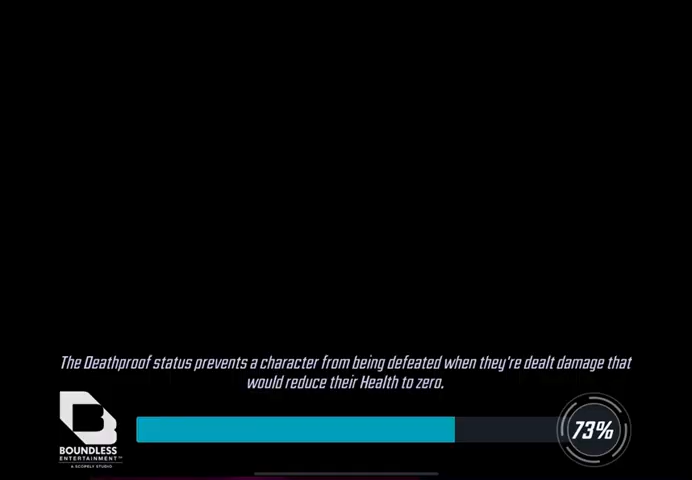 The Deathproof status prevents a character from being defeated when they're dealt damage that
would reduce their Health to zero.
73%
BOUNDLESS
ENTERTAINMENT™
A SCOPELY STUDIO